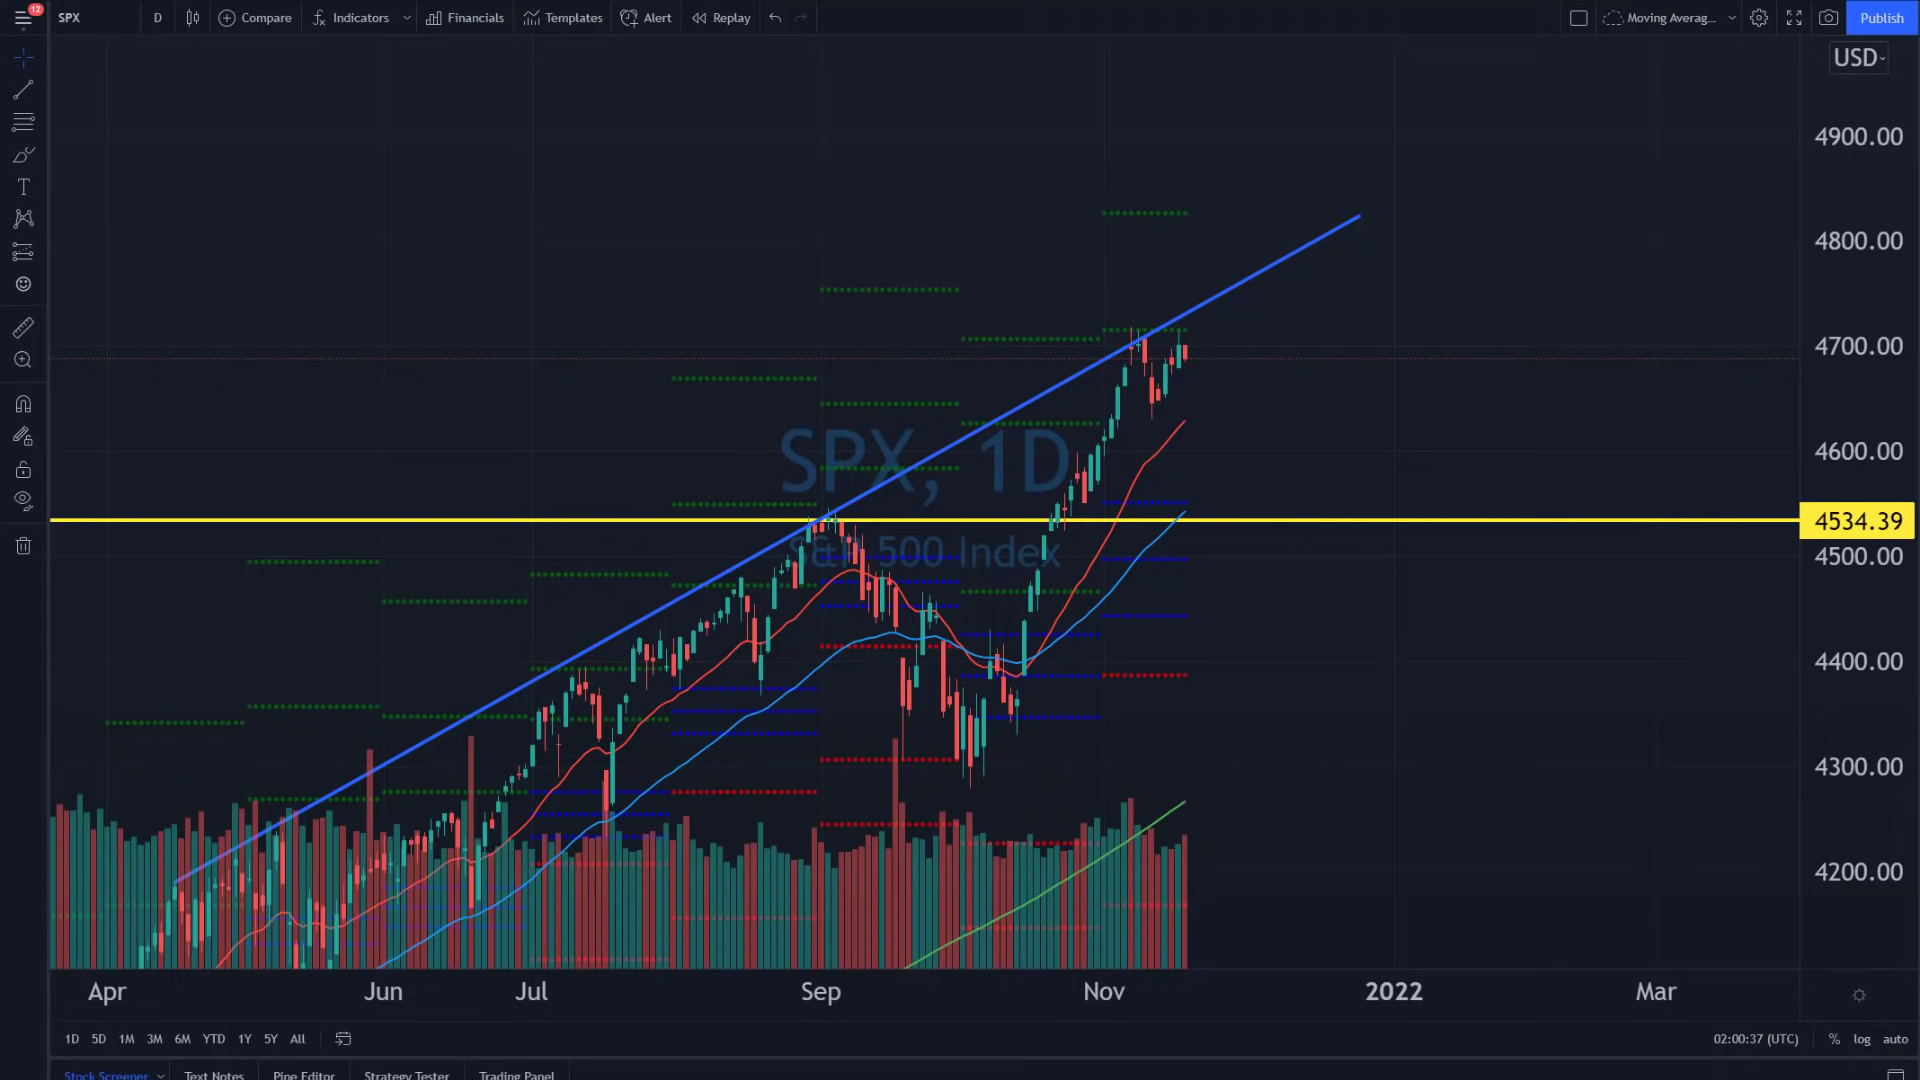 12 SPX D Compare Indicators Financials Templates Alert Replay Moving Averag... Publish
USD
4900.00
4800.00
4700.00
4600.00
SPX, 1D
4534.39
S&P 500 Index
4500.00
4400.00
4300.00
4200.00
Apr Jun Jul Sep Nov 2022 Mar
1D 5D 1M 3M 6M YTD 1Y 5Y All 02:00:37 (UTC) % log auto
Stock Screener Text Notes Pine Editor Strategy Tester Trading Panel